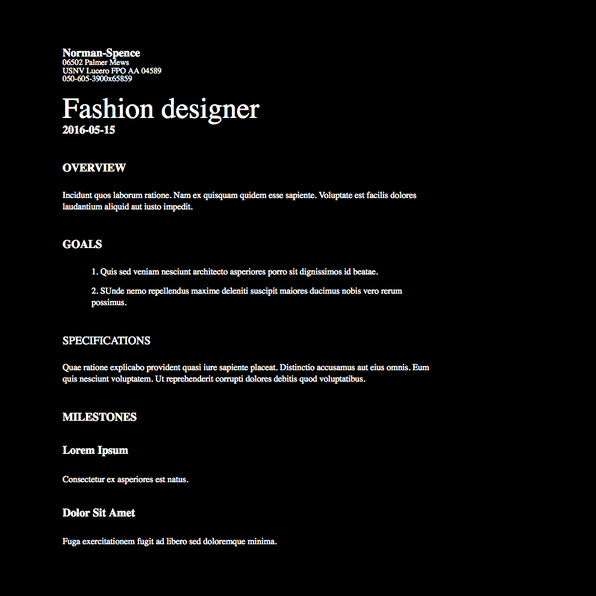 Norman-Spence
06502 Palmer Mews
USNV Lucero FPO AA 04589
050-605-3900x65859
Fashion designer
2016-05-15
OVERVIEW
Incidunt quos laborum ratione. Nam ex quisquam quidem esse sapiente. Voluptate est facilis dolores
laudantium aliquid aut iusto impedit.
GOALS
1. Quis sed veniam nesciunt architecto asperiores porro sit dignissimos id beatae.
2. SUnde nemo repellendus maxime deleniti suscipit maiores ducimus nobis vero rerum
possimus.
SPECIFICATIONS
Quae ratione explicabo provident quasi iure sapiente placeat. Distinctio accusamus aut eius omnis. Eum
quis nesciunt voluptatem. Ut reprehenderit corrupti dolores debitis quod voluptatibus.
MILESTONES
Lorem Ipsum
Consectetur ex asperiores est natus.
Dolor Sit Amet
Fuga exercitationem fugit ad libero sed doloremque minima.